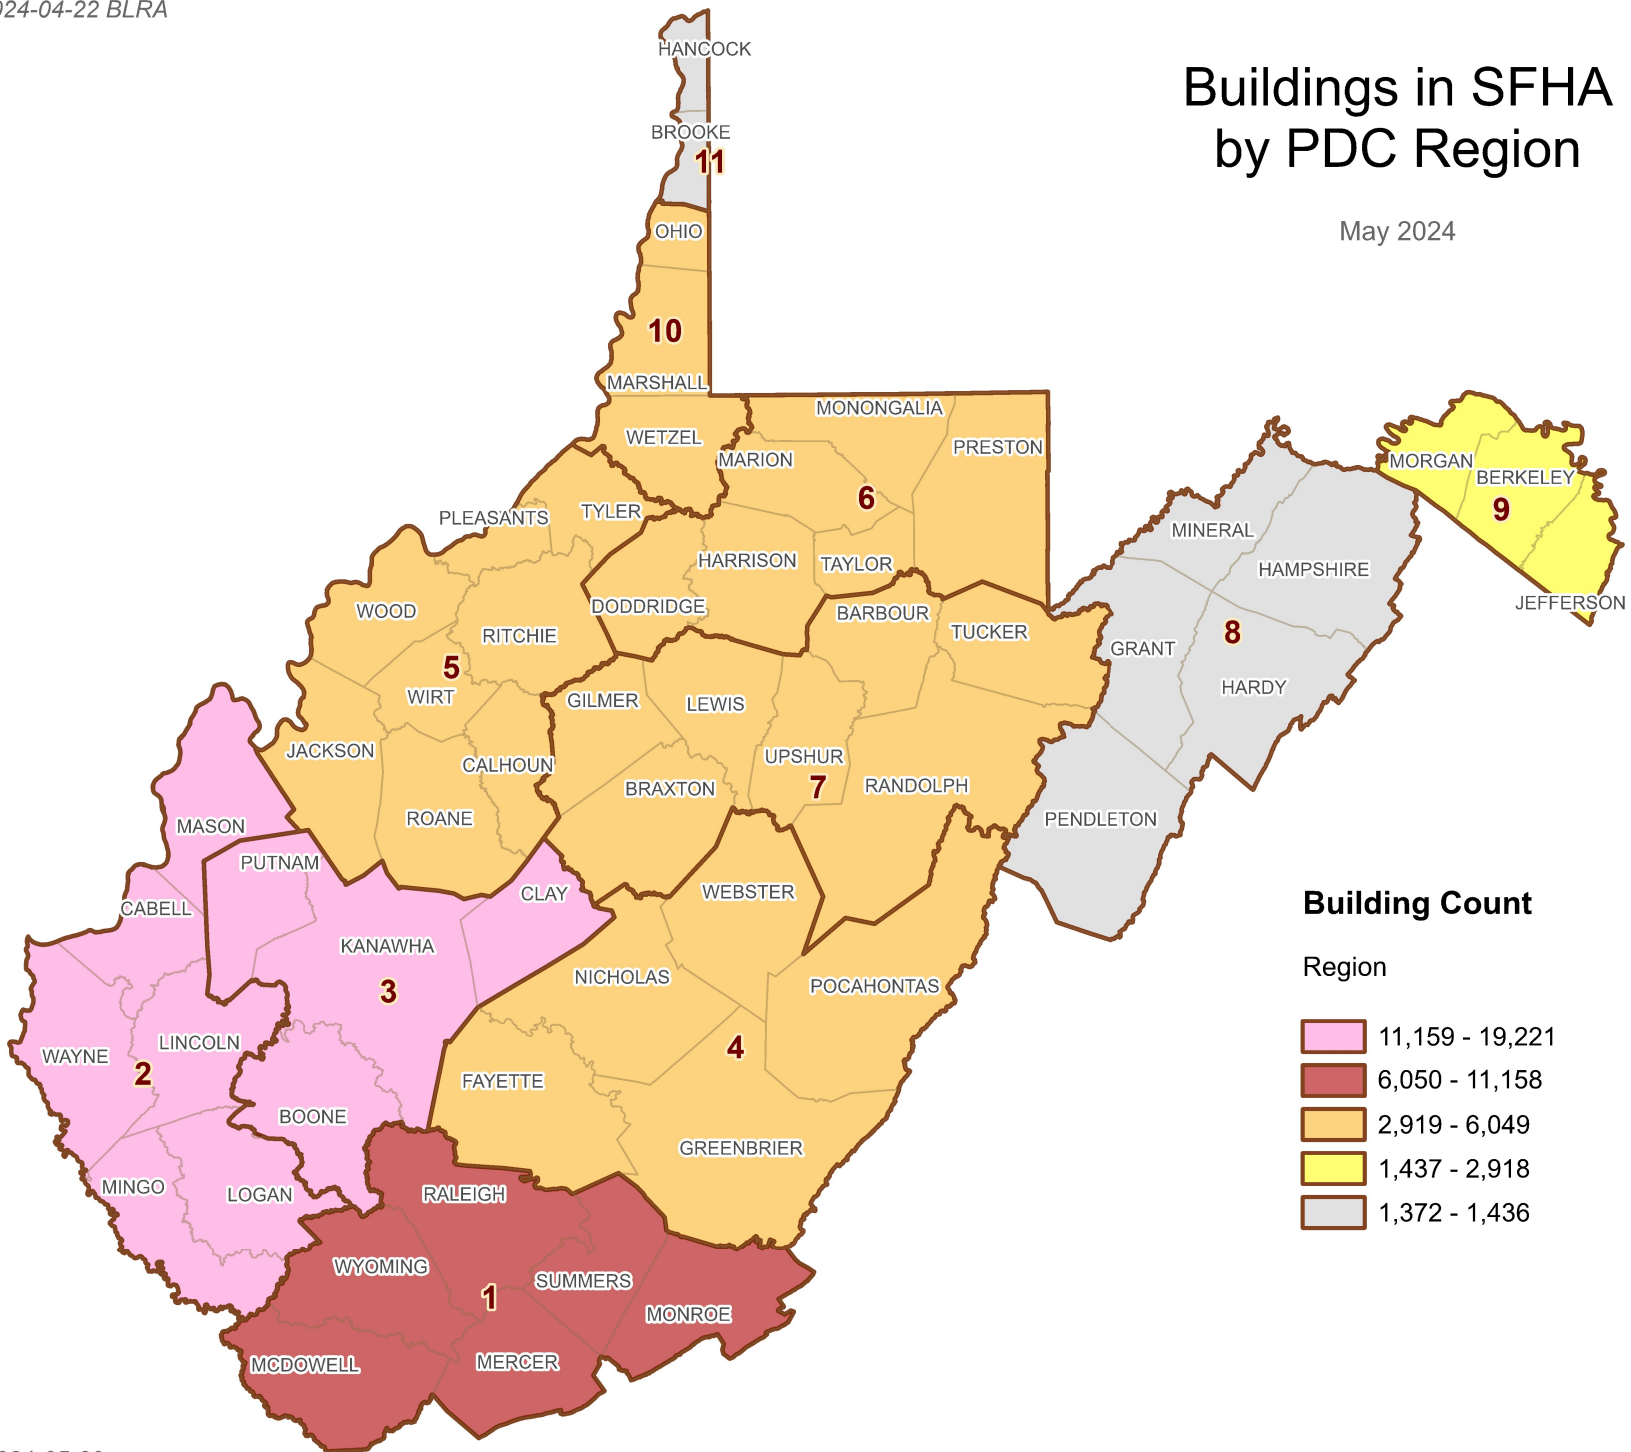 024-04-22 BLRA
Buildings in SFHA
by PDC Region
May 2024
HANCOCK
BROOKE
11
OHIO
10
MARSHALL
WETZEL
MONONGALIA
PRESTON
MARION
6
MORGAN
BERKELEY
9
JEFFERSON
PLEASANTS
TYLER
HARRISON
TAYLOR
MINERAL
HAMPSHIRE
WOOD
RITCHIE
DODDRIDGE
BARBOUR
TUCKER
GRANT
8
HARDY
5
WIRT
GILMER
LEWIS
JACKSON
CALHOUN
UPSHUR
7
BRAXTON
RANDOLPH
ROANE
MASON
PENDLETON
PUTNAM
CLAY
WEBSTER
CABELL
KANAWHA
3
NICHOLAS
POCAHONTAS
WAYNE
LINCOLN
2
4
FAYETTE
BOONE
GREENBRIER
MINGO
LOGAN
RALEIGH
WYOMING
1
SUMMERS
MONROE
MCDOWELL
MERCER
Building Count
Region
11,159 - 19,221
6,050 - 11,158
2,919 - 6,049
1,437 - 2,918
1,372 - 1,436